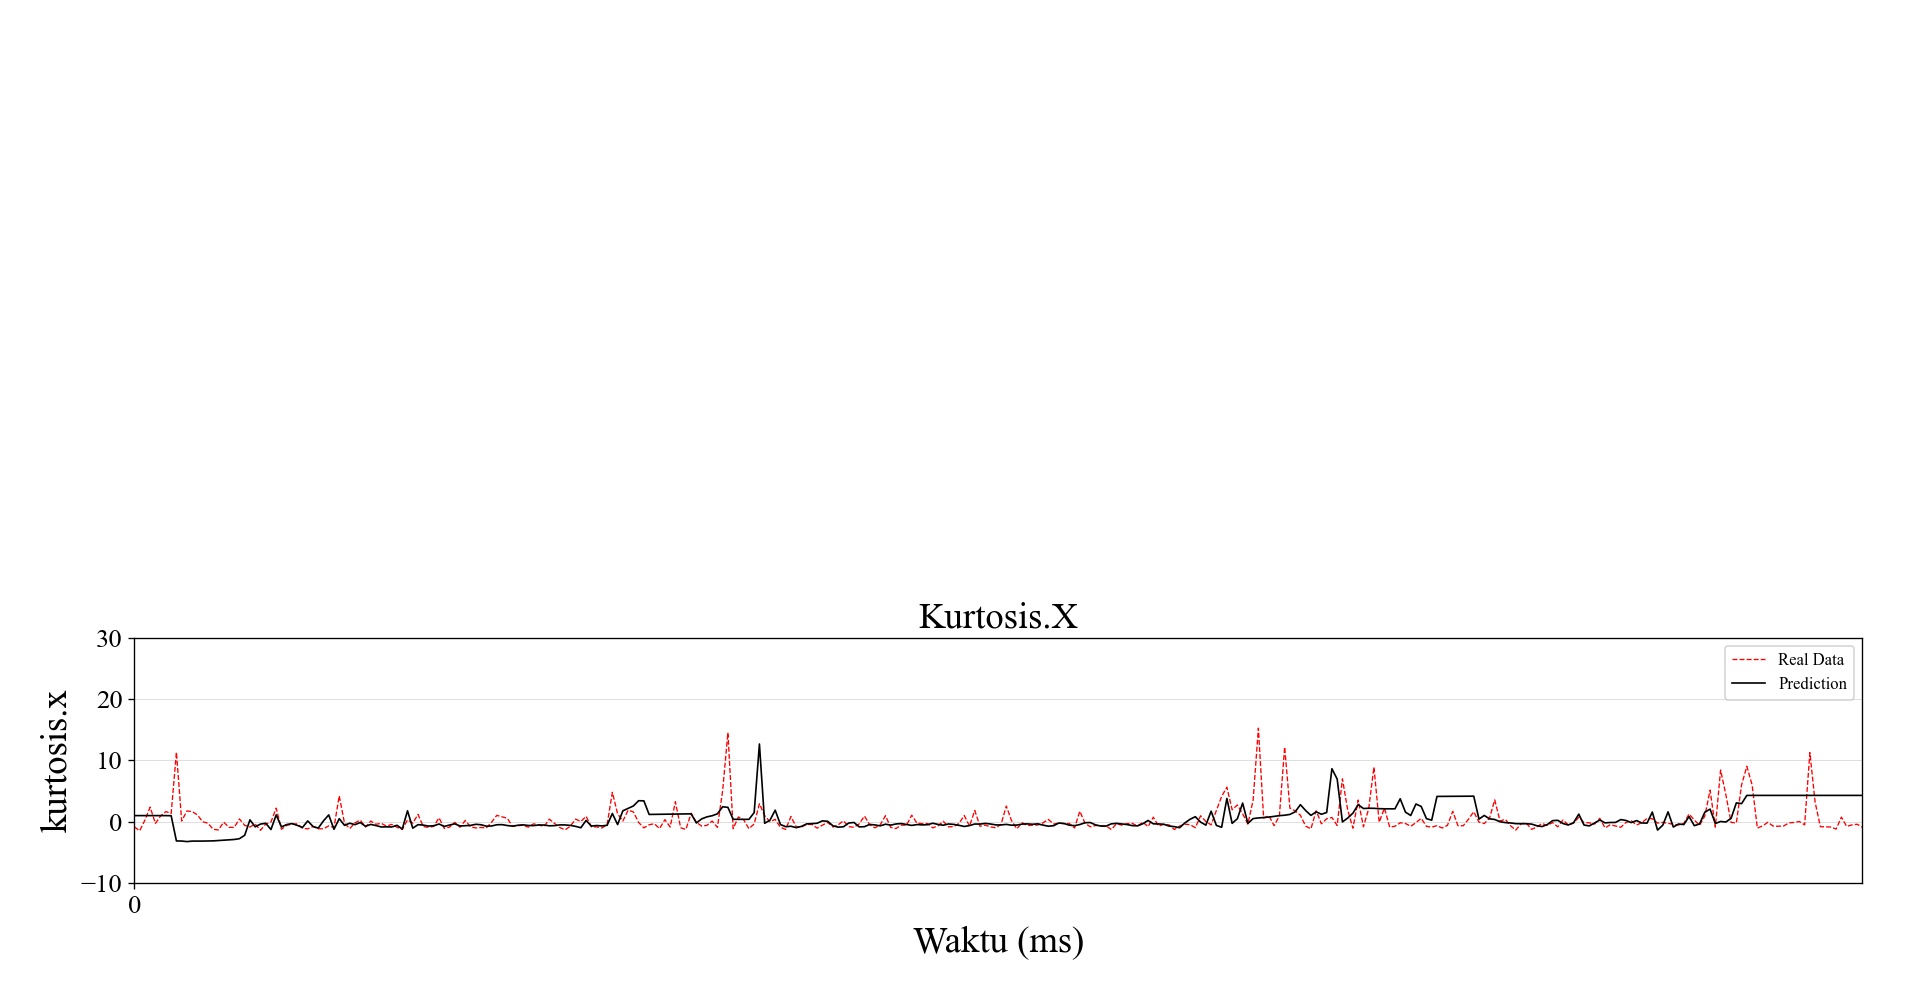 Kurtosis.X
30
20
10
0
−10
kurtosis.x
Real Data
Prediction
0
Waktu (ms)